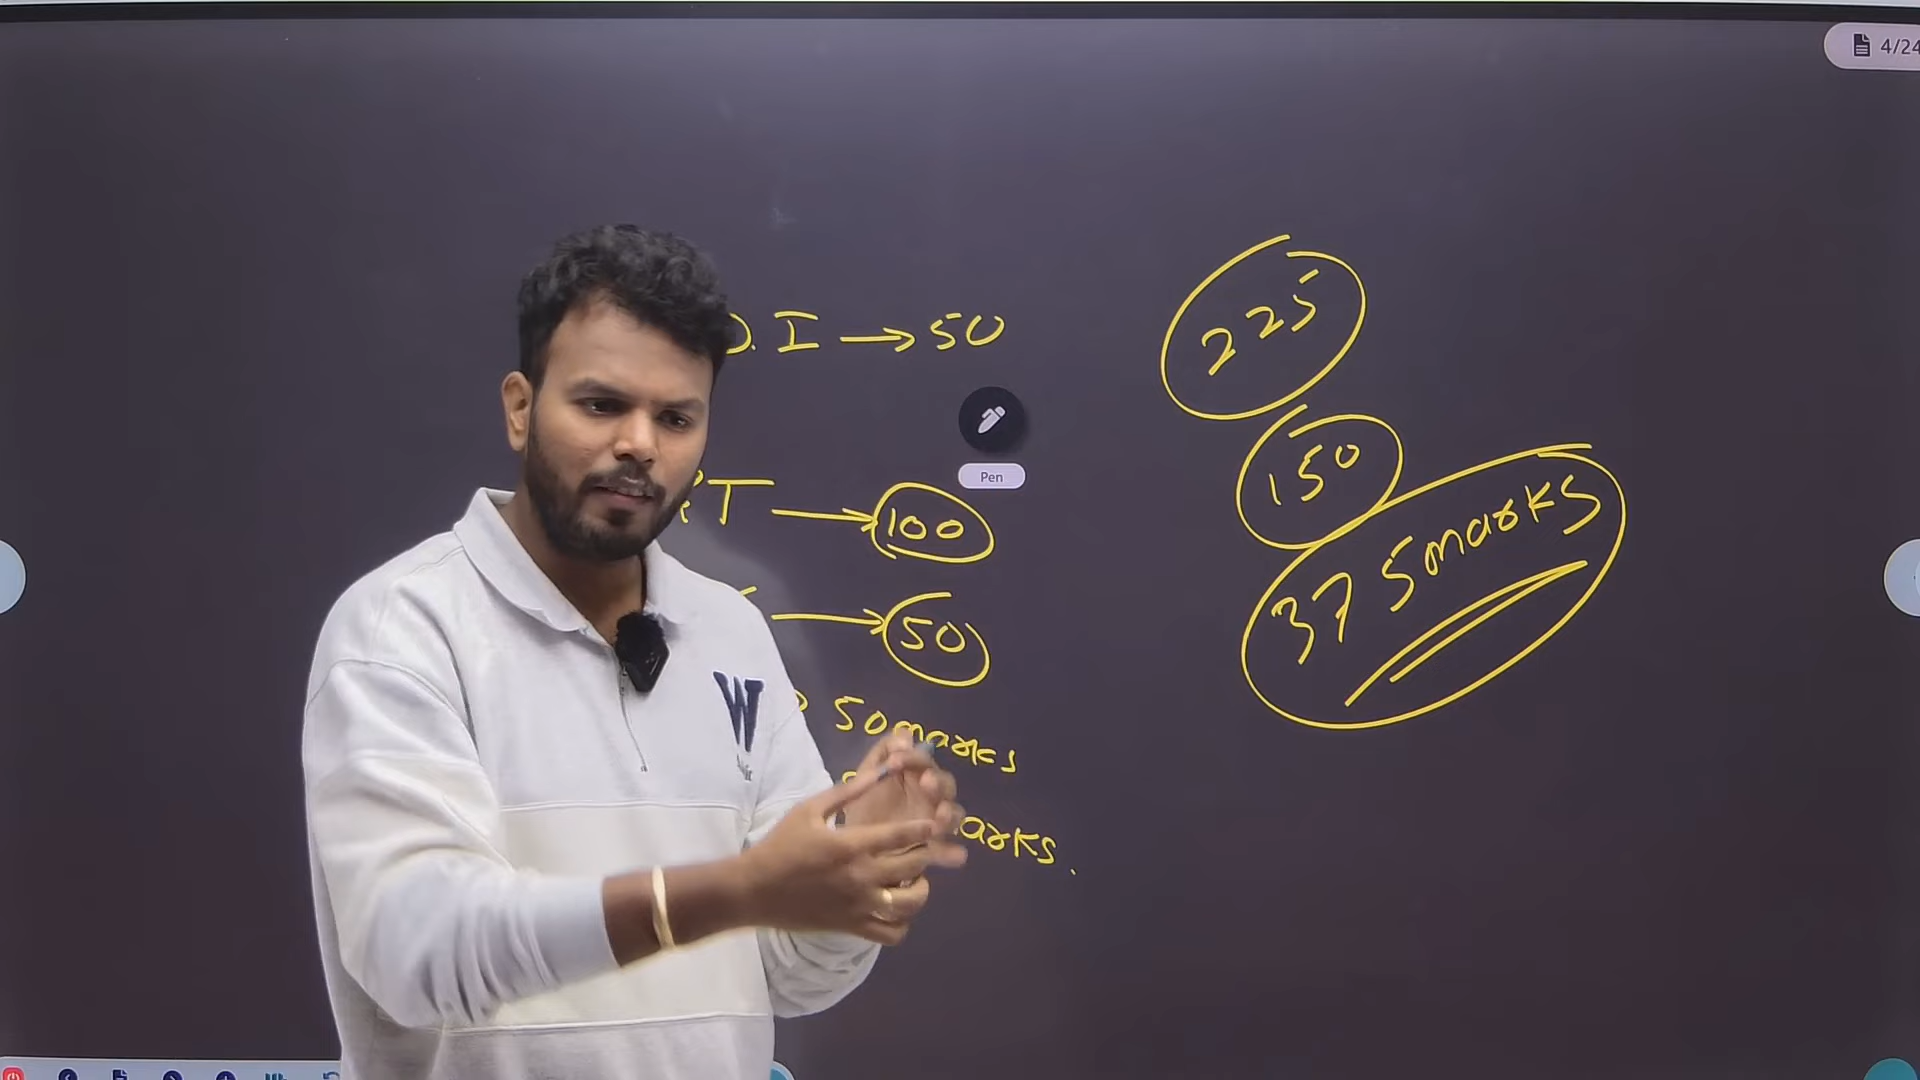 4/24
D.I → 50
225
Pen
150
T → 100
375 marks
→ 50
50 marks
arks.
W